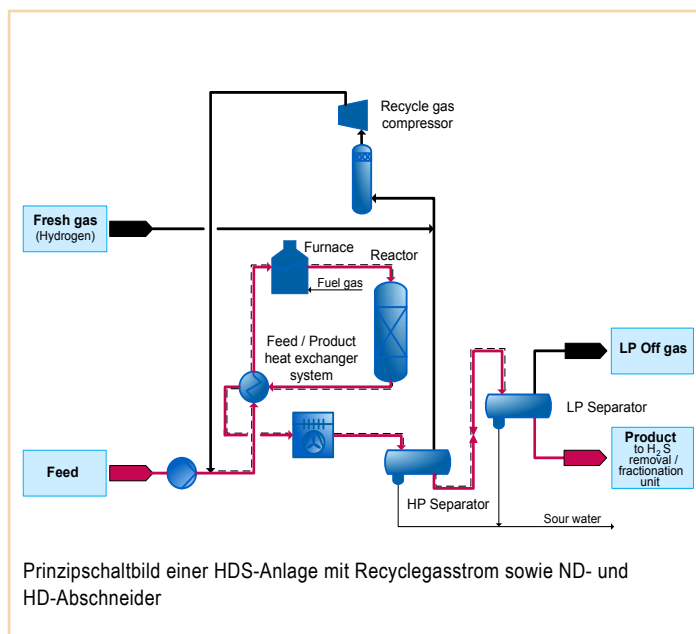 Recycle gas
compressor
Fresh gas
(Hydrogen)
Furnace
Reactor
Fuel gas
Feed / Product
heat exchanger
system
LP Off gas
LP Separator
Product
to H₂S
removal /
fractionation
unit
Feed
HP Separator
Sour water
Prinzipschaltbild einer HDS-Anlage mit Recyclegasstrom sowie ND- und
HD-Abschneider